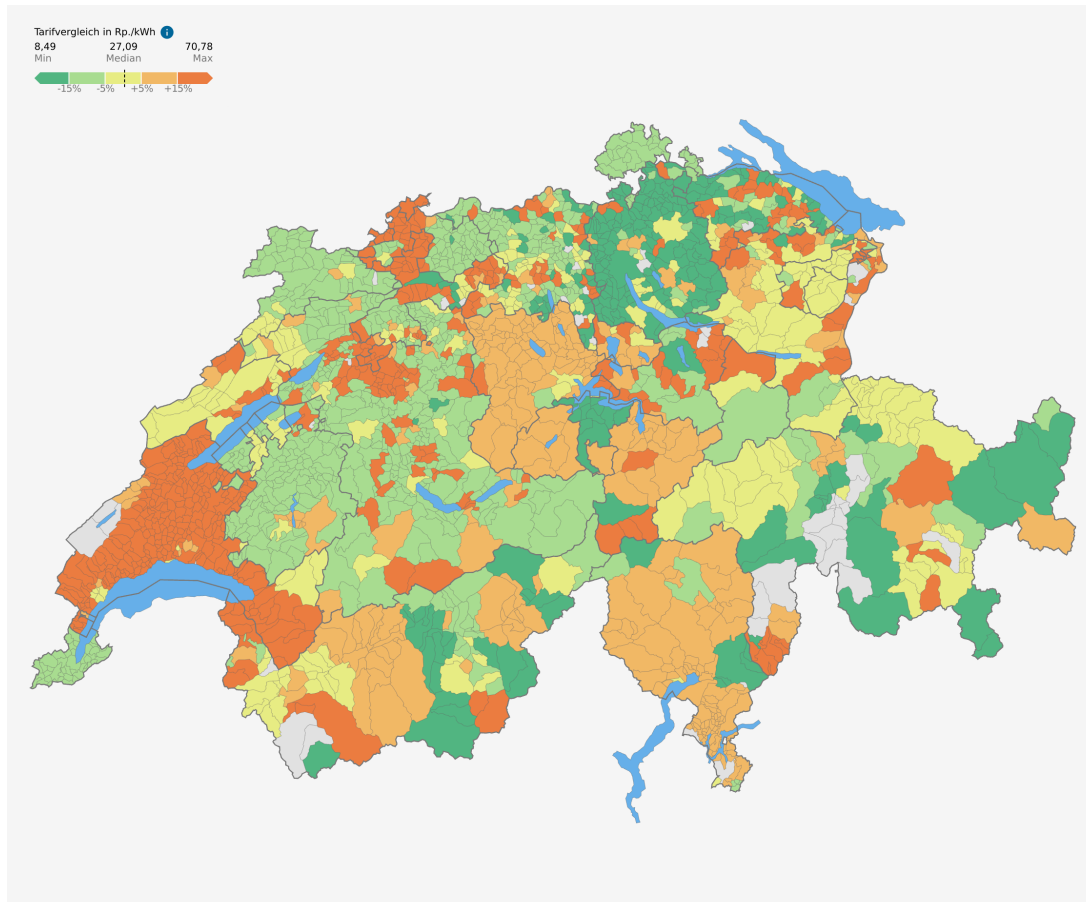 Tarifvergleich in Rp./kWh i
8,49 27,09 70,78
Min Median Max
-15% -5% +5% +15%